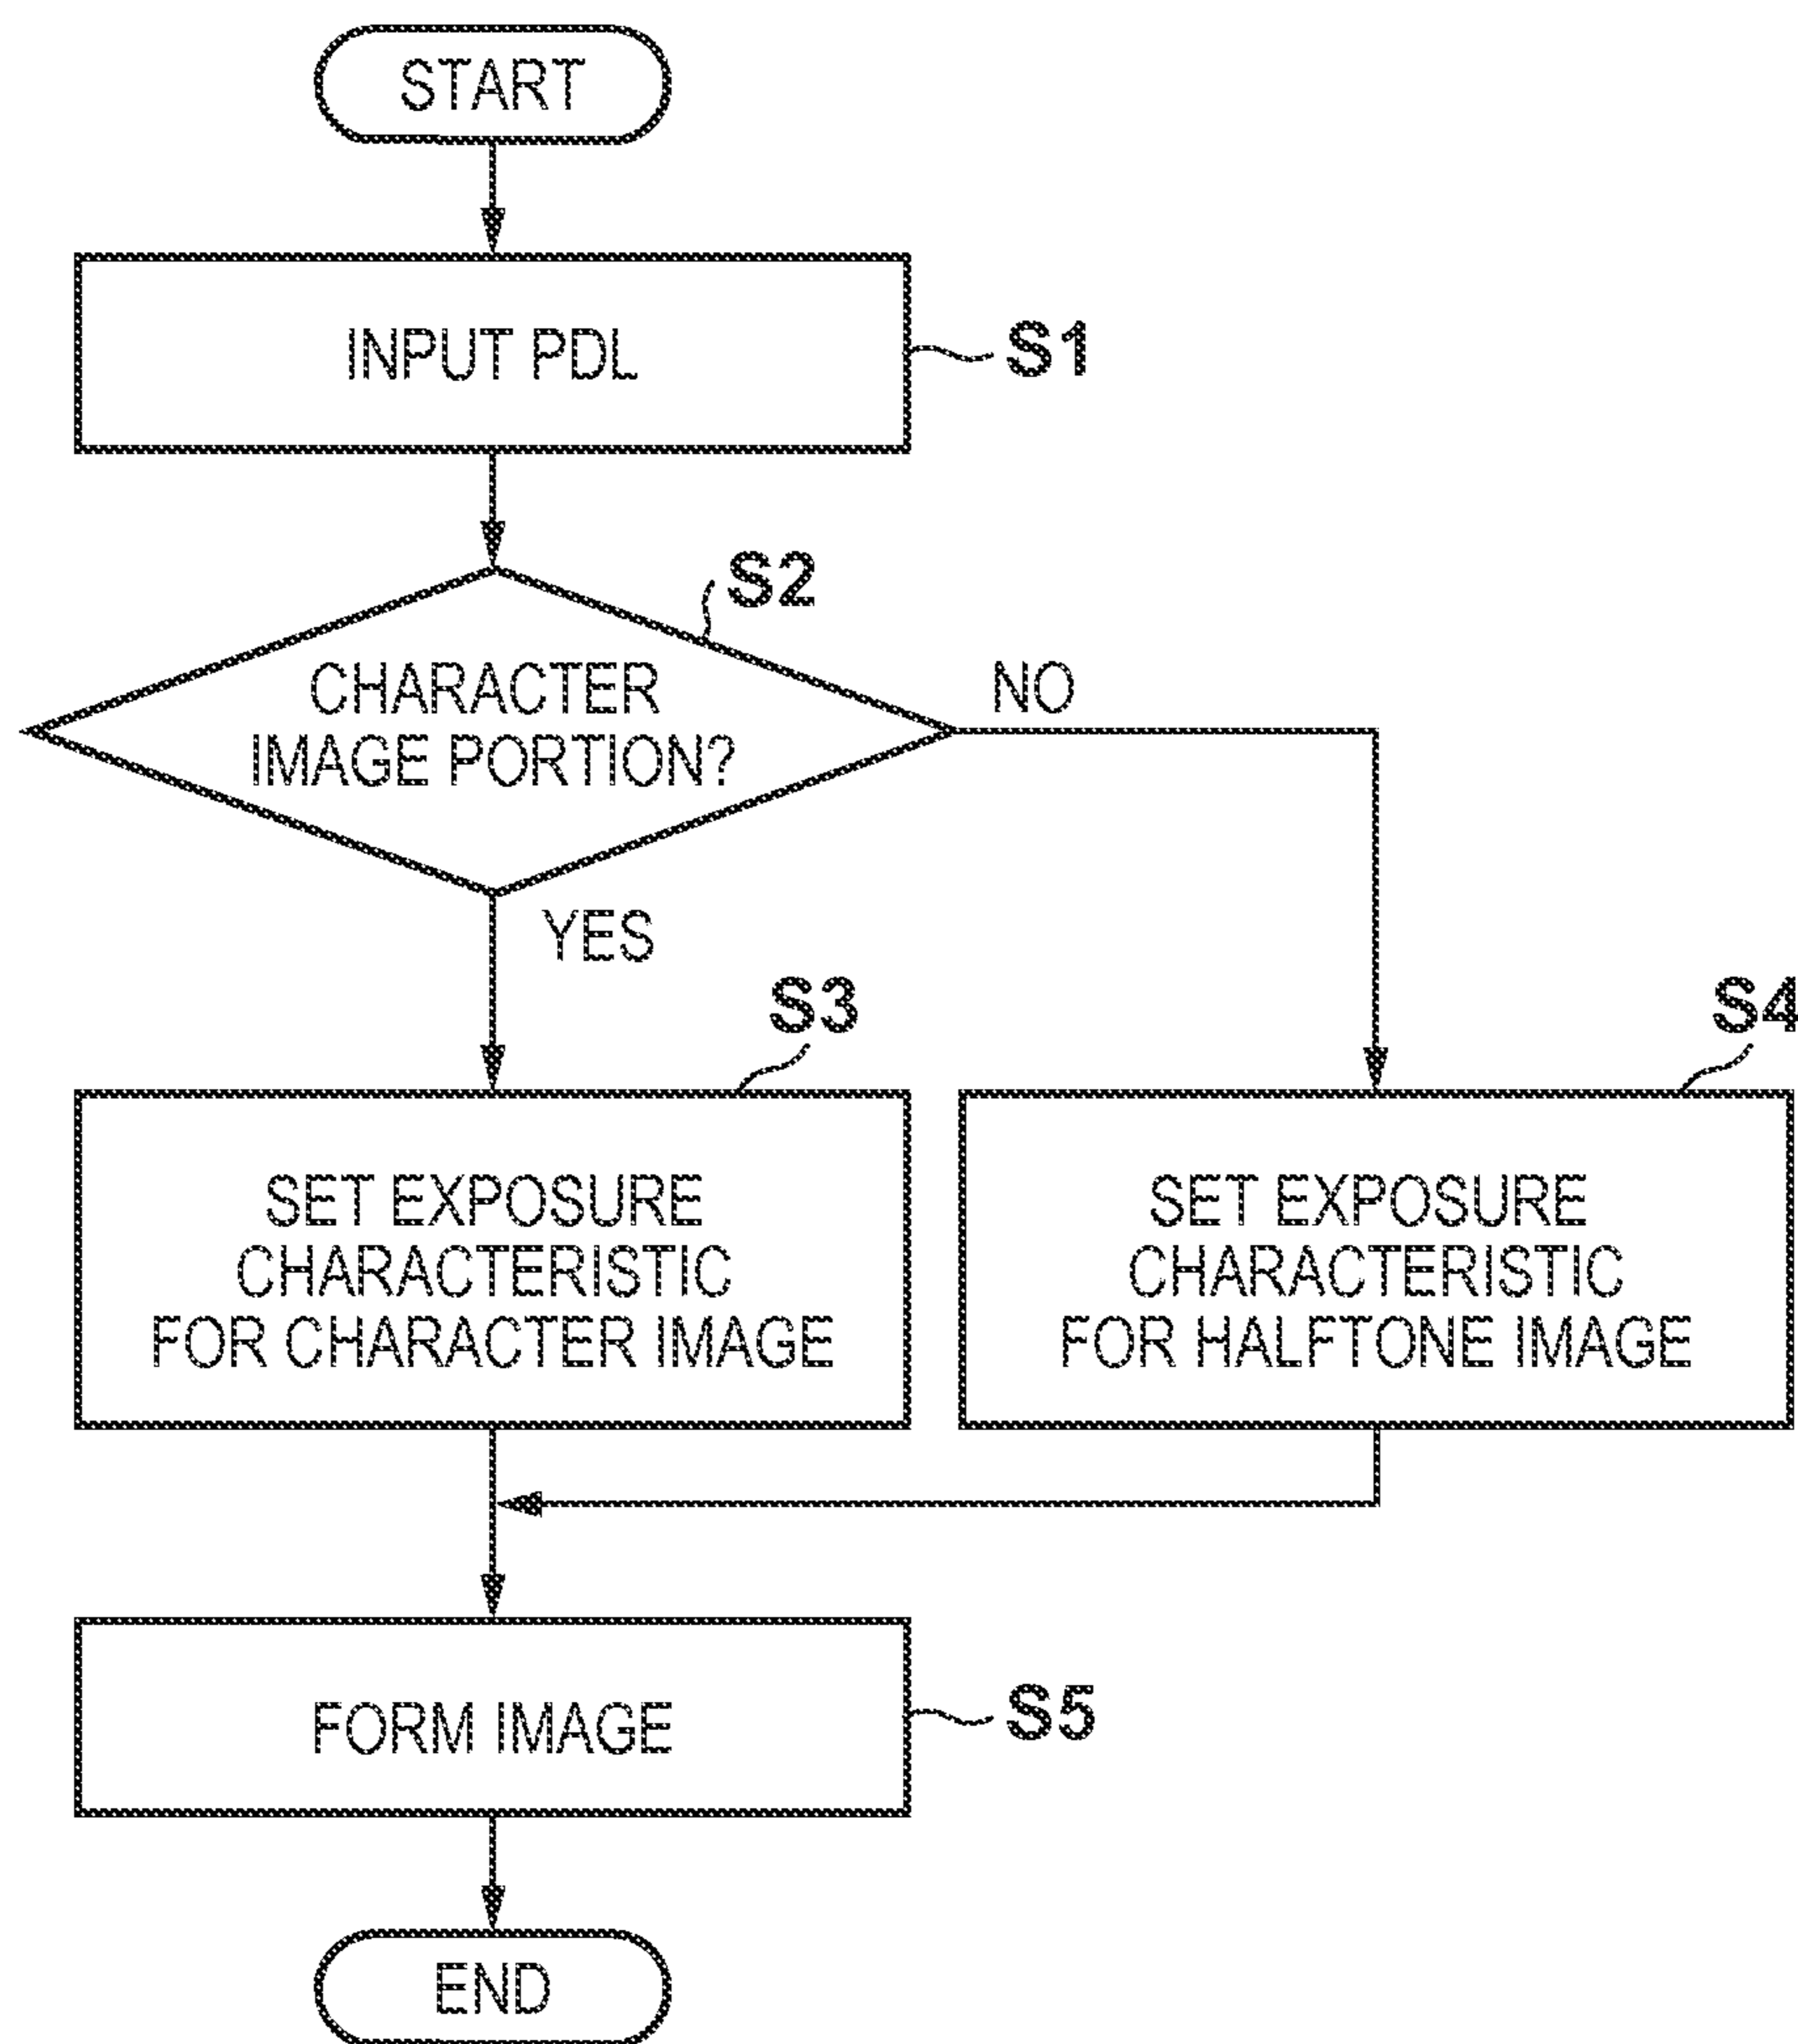 START
INPUT PDL
S1
S2
CHARACTER
IMAGE PORTION?
NO
YES
S3
S4
SET EXPOSURE
CHARACTERISTIC
FOR CHARACTER IMAGE
SET EXPOSURE
CHARACTERISTIC
FOR HALFTONE IMAGE
FORM IMAGE
S5
END